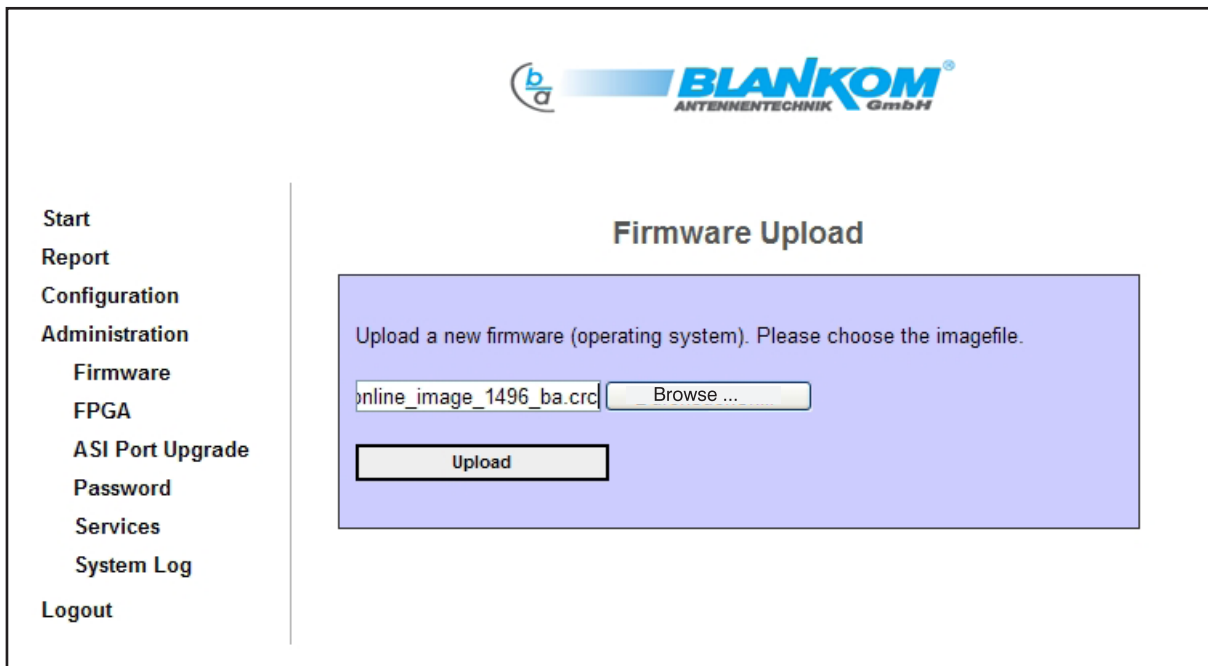 b
a
BLANKOM®
ANTENNENTECHNIK GmbH
Start
Report
Configuration
Administration
Firmware
FPGA
ASI Port Upgrade
Password
Services
System Log
Logout
Firmware Upload
Upload a new firmware (operating system). Please choose the imagefile.
online_image_1496_ba.crc Browse ...
Upload